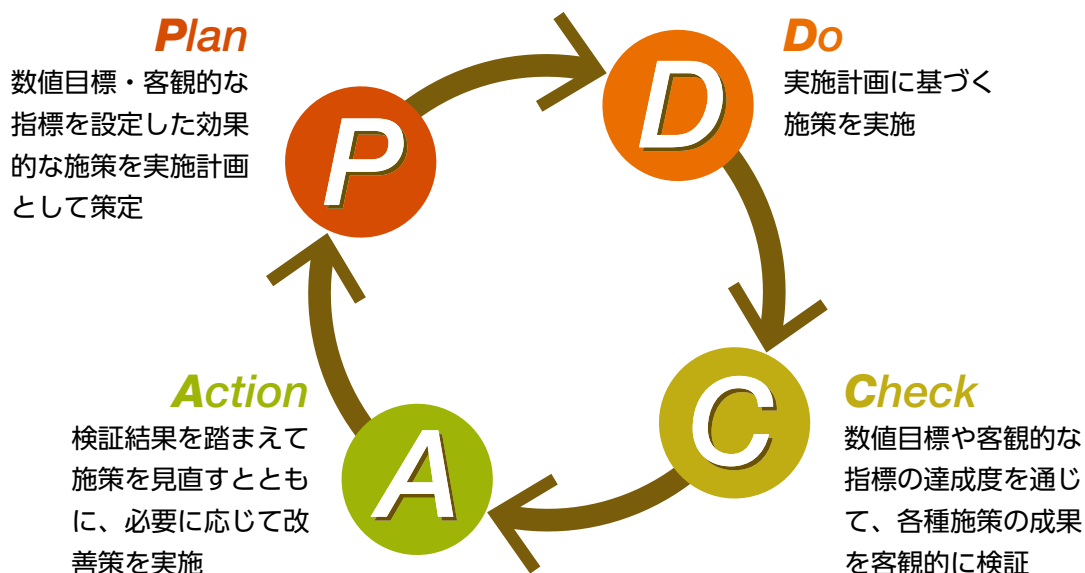 Plan
数値目標・客観的な
指標を設定した効果
的な施策を実施計画
として策定
P
D
Do
実施計画に基づく
施策を実施
Action
検証結果を踏まえて
施策を見直すととも
に、必要に応じて改
善策を実施
A
C
Check
数値目標や客観的な
指標の達成度を通じ
て、各種施策の成果
を客観的に検証